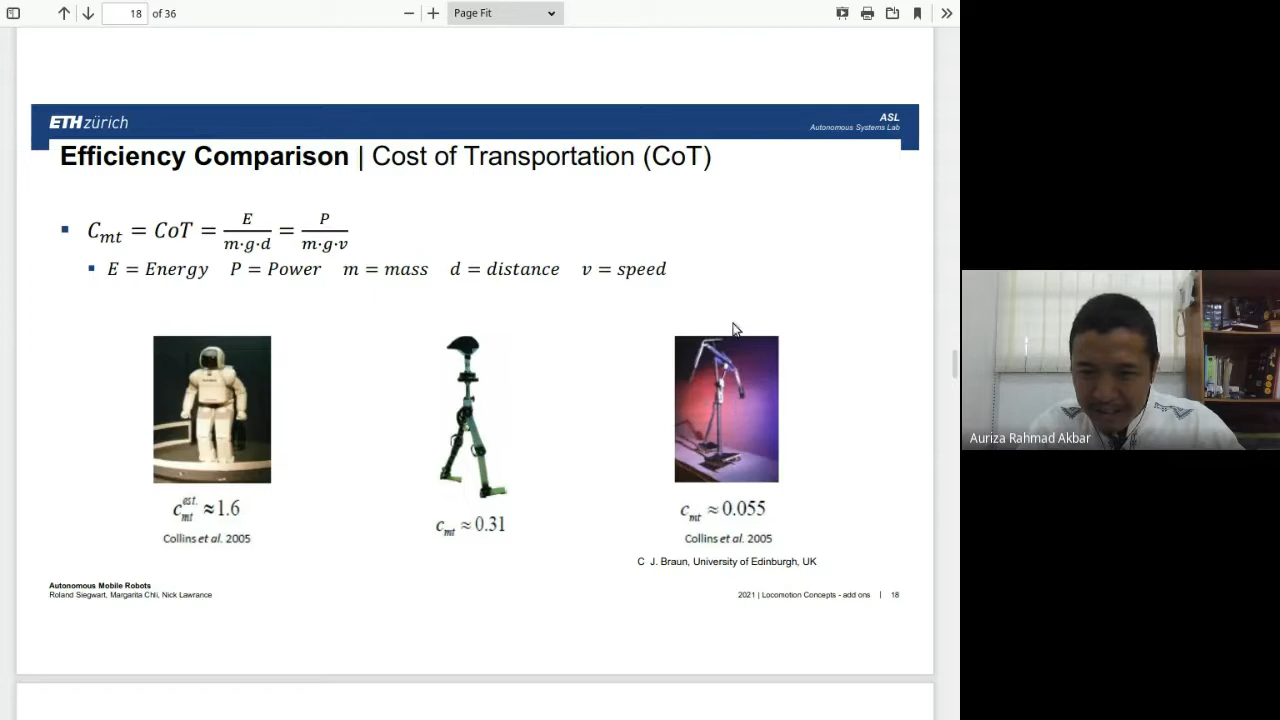 18 of 36
Page Fit
ETH zürich
ASL
Autonomous Systems Lab
Efficiency Comparison | Cost of Transportation (CoT)
C_mt = CoT = E/(m·g·d) = P/(m·g·v)
E = Energy P = Power m = mass d = distance v = speed
c_mt^est. ≈ 1.6
Collins et al. 2005
c_mt ≈ 0.31
c_mt ≈ 0.055
Collins et al. 2005
C J. Braun, University of Edinburgh, UK
Autonomous Mobile Robots
Roland Siegwart, Margarita Chli, Nick Lawrance
2021 | Locomotion Concepts - add ons | 18
Auriza Rahmad Akbar